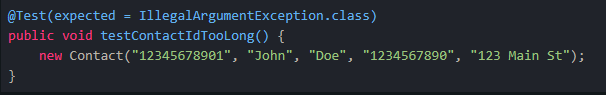 @Test(expected = IllegalArgumentException.class)
public void testContactIdTooLong() {
    new Contact("12345678901", "John", "Doe", "1234567890", "123 Main St");
}